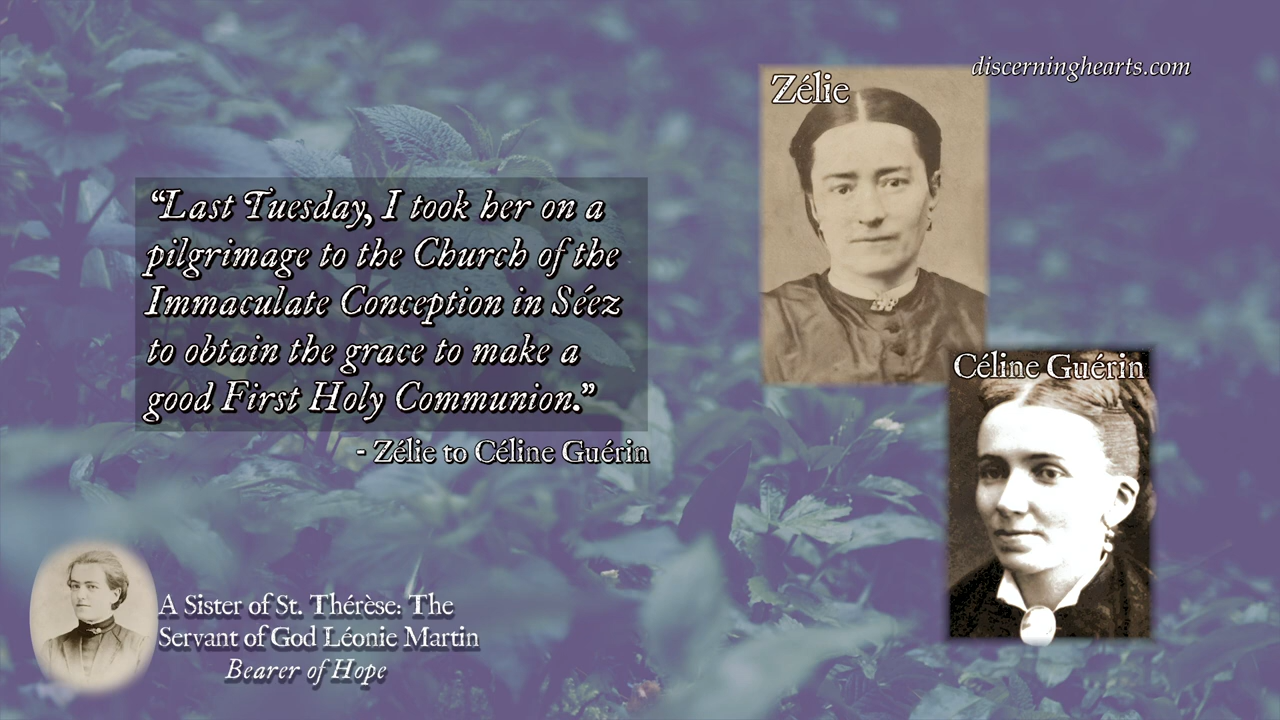 discerninghearts.com
Zélie
“Last Tuesday, I took her on a
pilgrimage to the Church of the
Immaculate Conception in Séez
to obtain the grace to make a
good First Holy Communion.”
- Zélie to Céline Guérin
Céline Guérin
A Sister of St. Thérèse: The
Servant of God Léonie Martin
Bearer of Hope